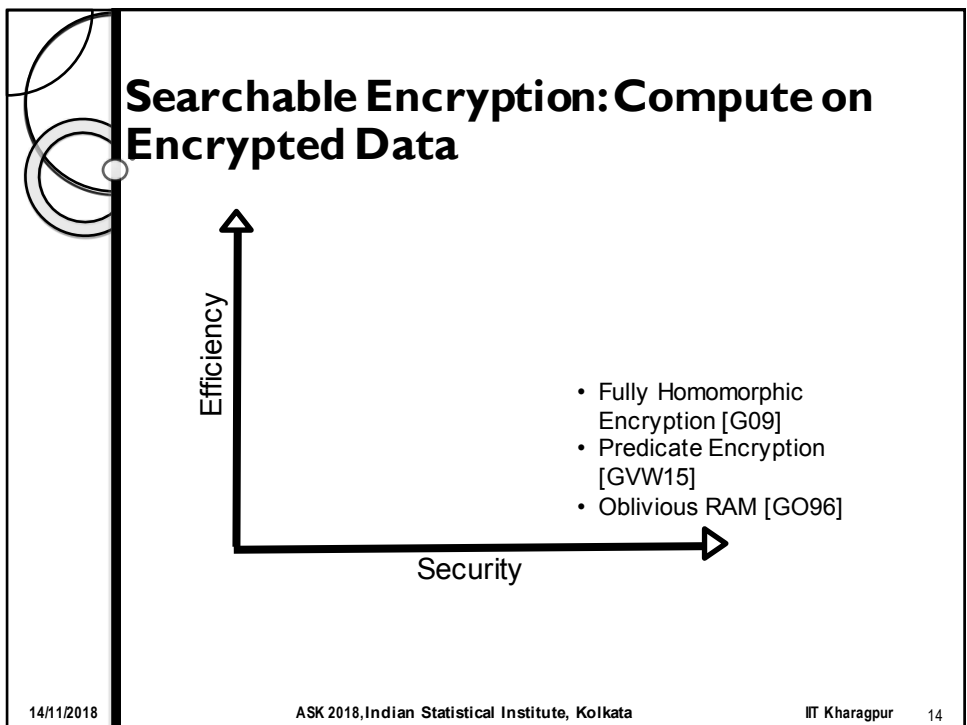 Searchable Encryption: Compute on
Encrypted Data
Efficiency
• Fully Homomorphic
Encryption [G09]
• Predicate Encryption
[GVW15]
• Oblivious RAM [GO96]
Security
14/11/2018 ASK 2018, Indian Statistical Institute, Kolkata IIT Kharagpur 14